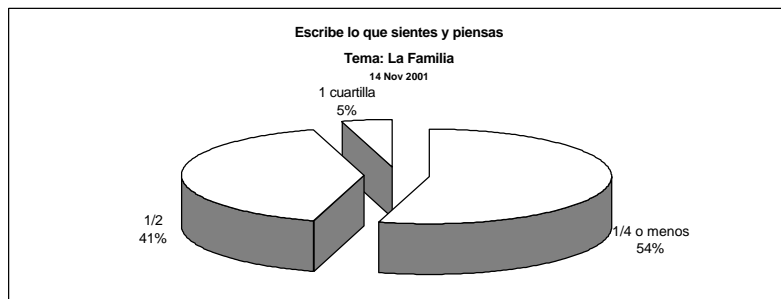 Escribe lo que sientes y piensas
Tema: La Familia
14 Nov 2001
1 cuartilla
5%
1/2
41%
1/4 o menos
54%